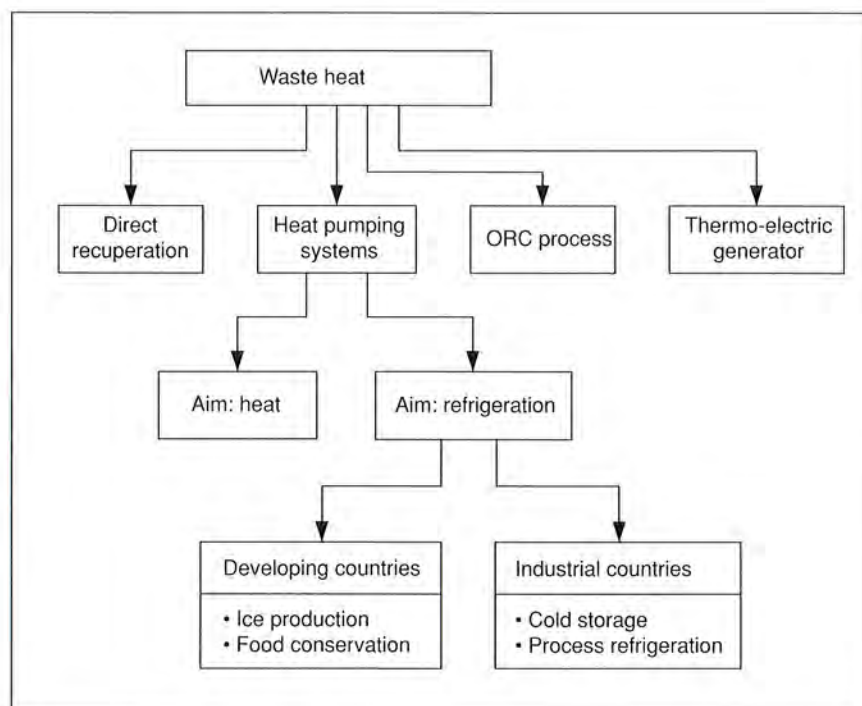 Waste heat
Direct
recuperation
Heat pumping
systems
ORC process
Thermo-electric
generator
Aim: heat
Aim: refrigeration
Developing countries
• Ice production
• Food conservation
Industrial countries
• Cold storage
• Process refrigeration